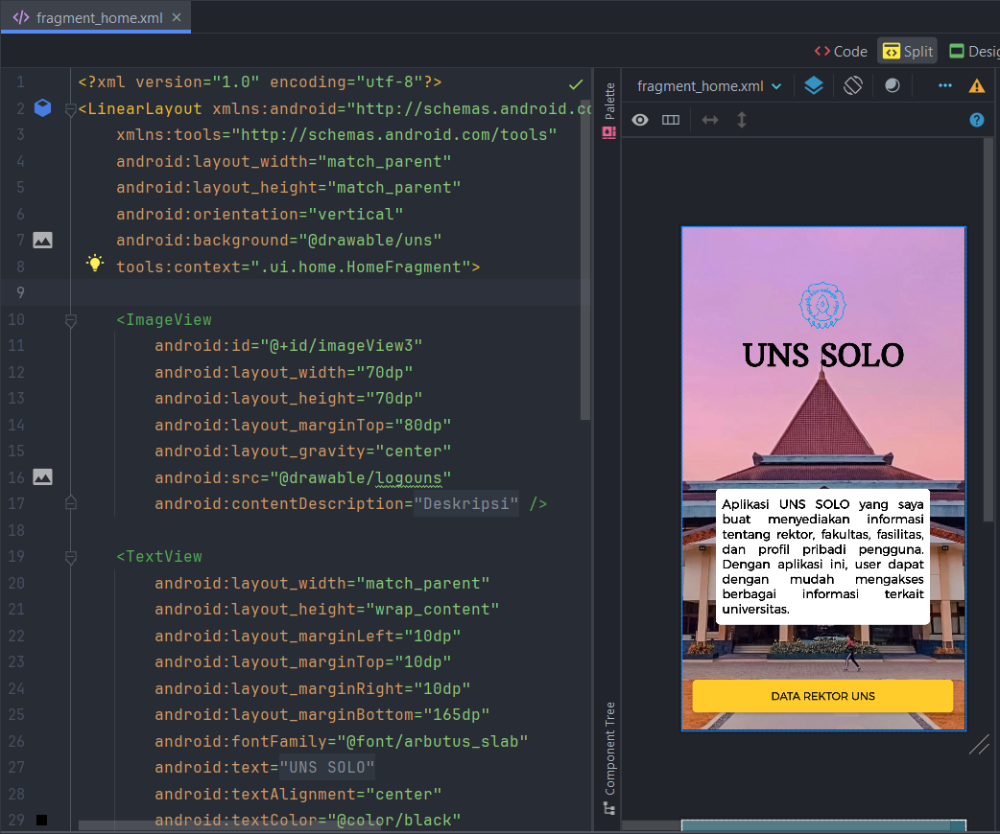 fragment_home.xml
Code Split Desig
1 <?xml version="1.0" encoding="utf-8"?>
2 <LinearLayout xmlns:android="http://schemas.android.co
3 xmlns:tools="http://schemas.android.com/tools"
4 android:layout_width="match_parent"
5 android:layout_height="match_parent"
6 android:orientation="vertical"
7 android:background="@drawable/uns"
8 tools:context=".ui.home.HomeFragment">
9
10 <ImageView
11 android:id="@+id/imageView3"
12 android:layout_width="70dp"
13 android:layout_height="70dp"
14 android:layout_marginTop="80dp"
15 android:layout_gravity="center"
16 android:src="@drawable/logouns"
17 android:contentDescription="Deskripsi" />
18
19 <TextView
20 android:layout_width="match_parent"
21 android:layout_height="wrap_content"
22 android:layout_marginLeft="10dp"
23 android:layout_marginTop="10dp"
24 android:layout_marginRight="10dp"
25 android:layout_marginBottom="165dp"
26 android:fontFamily="@font/arbutus_slab"
27 android:text="UNS SOLO"
28 android:textAlignment="center"
29 android:textColor="@color/black"
Palette
Component Tree
fragment_home.xml
UNS SOLO
Aplikasi UNS SOLO yang saya
buat menyediakan informasi
tentang rektor, fakultas, fasilitas,
dan profil pribadi pengguna.
Dengan aplikasi ini, user dapat
dengan mudah mengakses
berbagai informasi terkait
universitas.
DATA REKTOR UNS